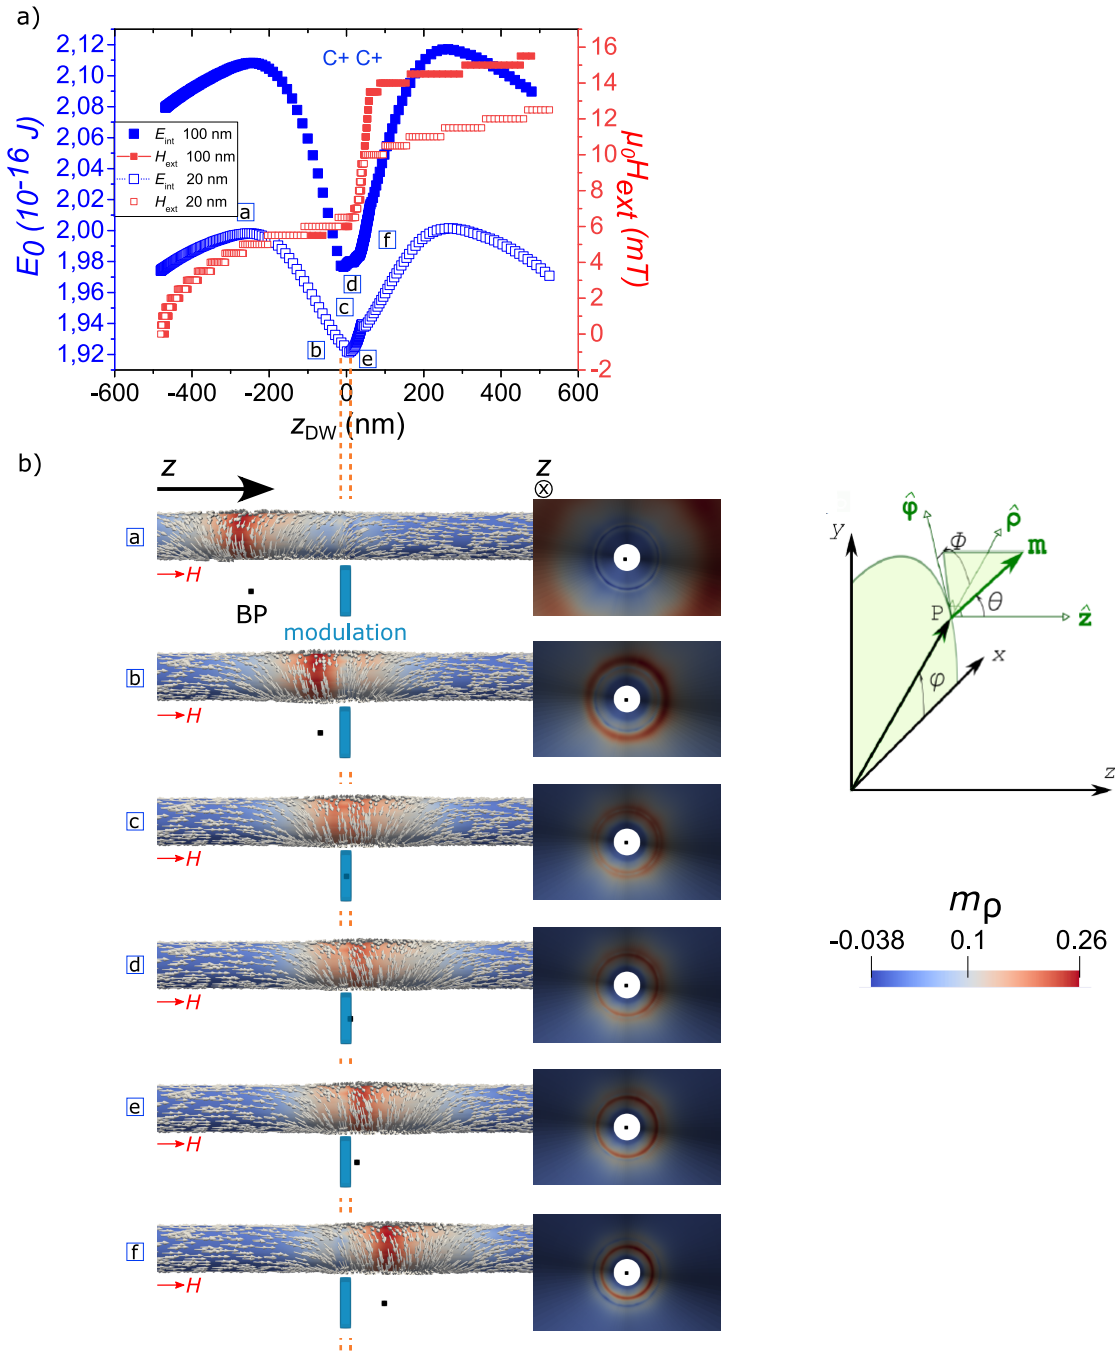 a)
C+ C+
E0 (10-16 J)
2,12
2,10
2,08
2,06
2,04
2,02
2,00
1,98
1,96
1,94
1,92
Eint 100 nm
Hext 100 nm
Eint 20 nm
Hext 20 nm
a
b
c
d
e
f
16
14
12
10
8
6
4
2
0
-2
μ0Hext (mT)
-600 -400 -200 0 200 400 600
zDW (nm)
b)
z
z
a
H
BP
modulation
b
H
c
H
d
H
e
H
f
H
y
φ̂
Φ
ρ̂
m
P
θ
ẑ
x
φ
z
mρ
-0.038 0.1 0.26